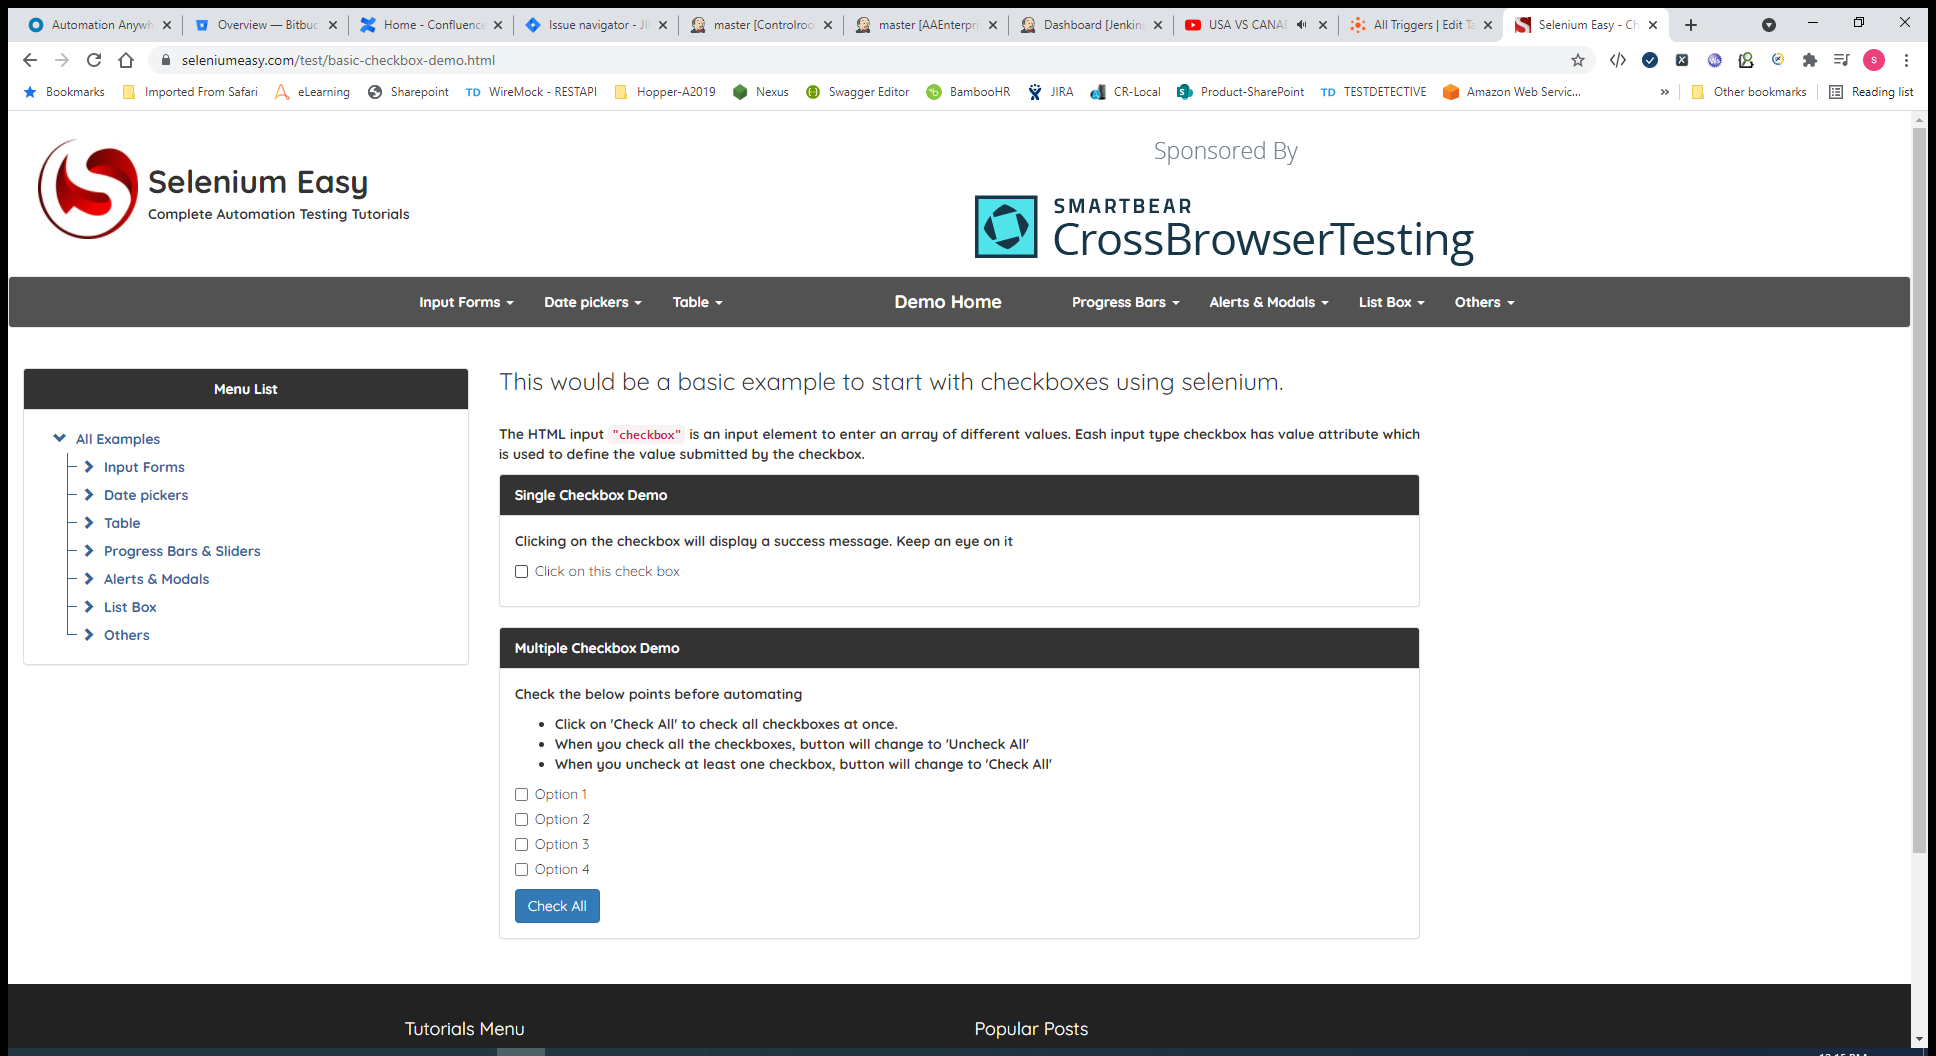 Automation Anywh
Overview — Bitbuc
Home - Confluence
Issue navigator - JI
master [Controlroo
master [AAEnterpri
Dashboard [Jenkins
USA VS CANA
All Triggers | Edit Ta
Selenium Easy - Ch
seleniumeasy.com/test/basic-checkbox-demo.html
S
Bookmarks
Imported From Safari
eLearning
Sharepoint
TD WireMock - RESTAPI
Hopper-A2019
Nexus
Swagger Editor
BambooHR
JIRA
CR-Local
Product-SharePoint
TD TESTDETECTIVE
Amazon Web Servic...
»
Other bookmarks
Reading list
Selenium Easy
Complete Automation Testing Tutorials
Sponsored By
SMARTBEAR
CrossBrowserTesting
Input Forms
Date pickers
Table
Demo Home
Progress Bars
Alerts & Modals
List Box
Others
Menu List
All Examples
Input Forms
Date pickers
Table
Progress Bars & Sliders
Alerts & Modals
List Box
Others
This would be a basic example to start with checkboxes using selenium.
The HTML input "checkbox" is an input element to enter an array of different values. Eash input type checkbox has value attribute which
is used to define the value submitted by the checkbox.
Single Checkbox Demo
Clicking on the checkbox will display a success message. Keep an eye on it
Click on this check box
Multiple Checkbox Demo
Check the below points before automating
• Click on 'Check All' to check all checkboxes at once.
• When you check all the checkboxes, button will change to 'Uncheck All'
• When you uncheck at least one checkbox, button will change to 'Check All'
Option 1
Option 2
Option 3
Option 4
Check All
Tutorials Menu
Popular Posts